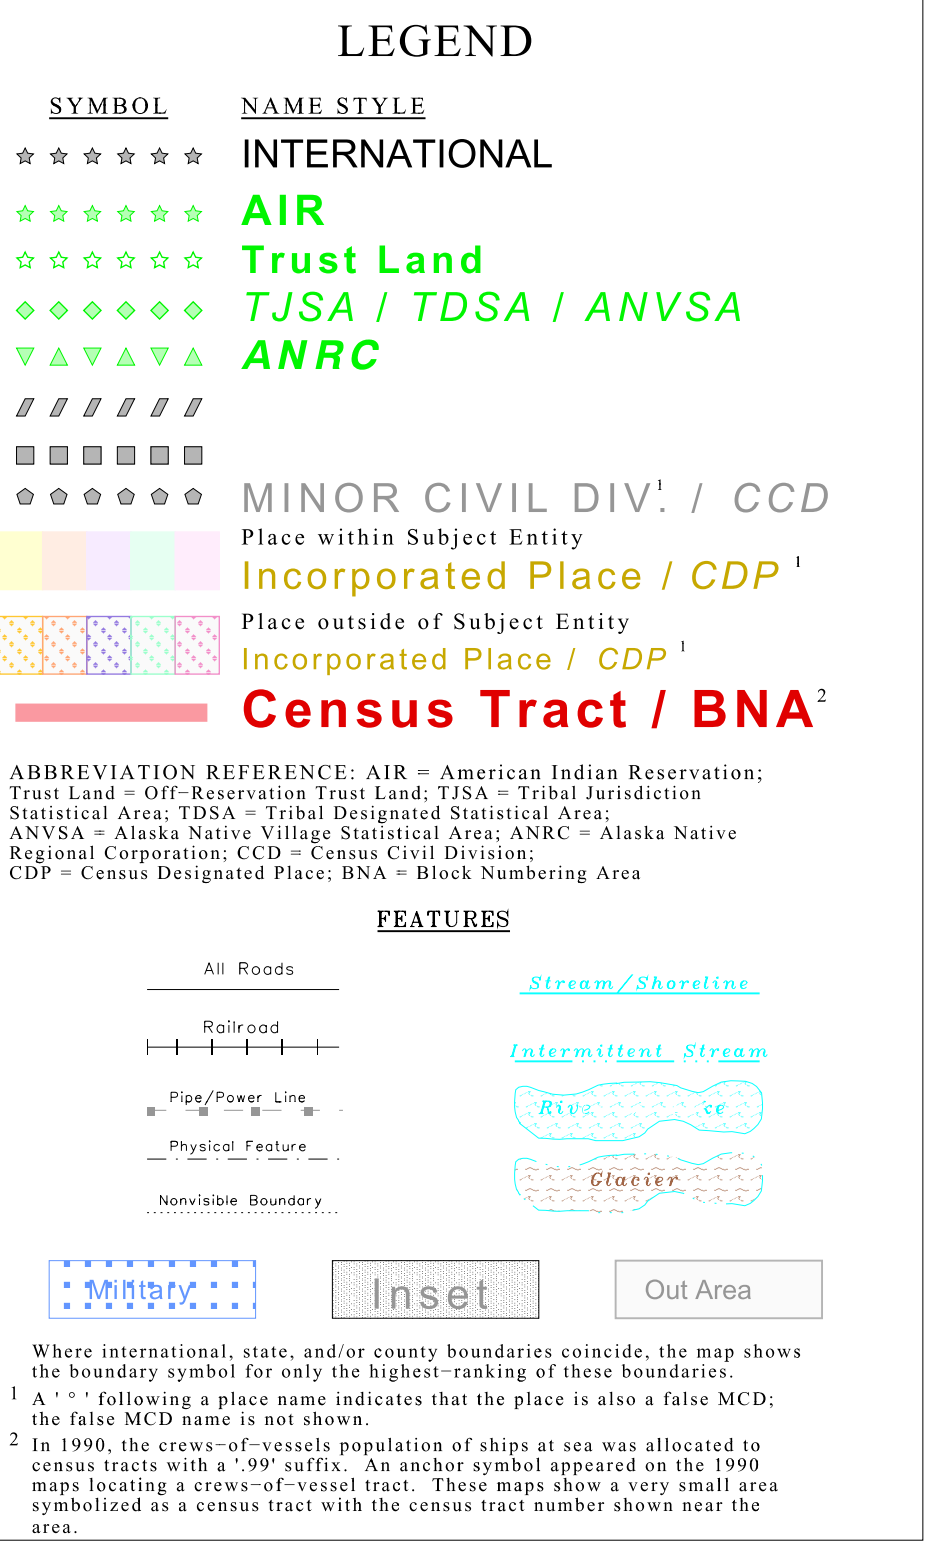 LEGEND
SYMBOL NAME STYLE
INTERNATIONAL
AIR
Trust Land
TJSA / TDSA / ANVSA
ANRC
MINOR CIVIL DIV.¹ / CCD
Place within Subject Entity
Incorporated Place / CDP ¹
Place outside of Subject Entity
Incorporated Place / CDP ¹
Census Tract / BNA²
ABBREVIATION REFERENCE: AIR = American Indian Reservation;
Trust Land = Off−Reservation Trust Land; TJSA = Tribal Jurisdiction
Statistical Area; TDSA = Tribal Designated Statistical Area;
ANVSA = Alaska Native Village Statistical Area; ANRC = Alaska Native
Regional Corporation; CCD = Census Civil Division;
CDP = Census Designated Place; BNA = Block Numbering Area
FEATURES
All Roads
Stream/Shoreline
Railroad
Intermittent Stream
Pipe/Power Line
Physical Feature
Glacier
Nonvisible Boundary
Military
Inset
Out Area
Where international, state, and/or county boundaries coincide, the map shows
the boundary symbol for only the highest−ranking of these boundaries.
1 A ' ° ' following a place name indicates that the place is also a false MCD;
the false MCD name is not shown.
2 In 1990, the crews−of−vessels population of ships at sea was allocated to
census tracts with a '.99' suffix. An anchor symbol appeared on the 1990
maps locating a crews−of−vessel tract. These maps show a very small area
symbolized as a census tract with the census tract number shown near the
area.